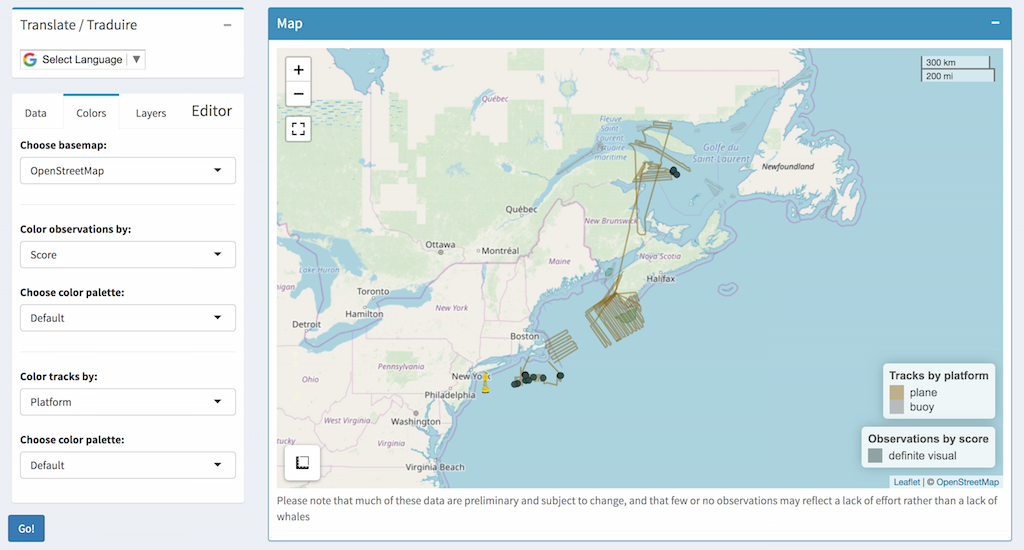 Translate / Traduire
Select Language ▼
Data
Colors
Layers
Editor
Choose basemap:
OpenStreetMap
Color observations by:
Score
Choose color palette:
Default
Color tracks by:
Platform
Choose color palette:
Default
Go!
Map
+
−
300 km
200 mi
Québec
Fleuve
Saint-
Laurent
Estuaire
maritime
Golfe du
Saint-Laurent
Newfoundland
Québec
New Brunswick
Ottawa
Montréal
Maine
Nova Scotia
Halifax
Lake Huron
Toronto
Hamilton
New York
Detroit
Boston
Pennsylvania
Ohio
New York
Philadelphia
West Virginia
Washington
Virginia
Virginia Beach
Tracks by platform
plane
buoy
Observations by score
definite visual
Leaflet | © OpenStreetMap
Please note that much of these data are preliminary and subject to change, and that few or no observations may reflect a lack of effort rather than a lack of
whales